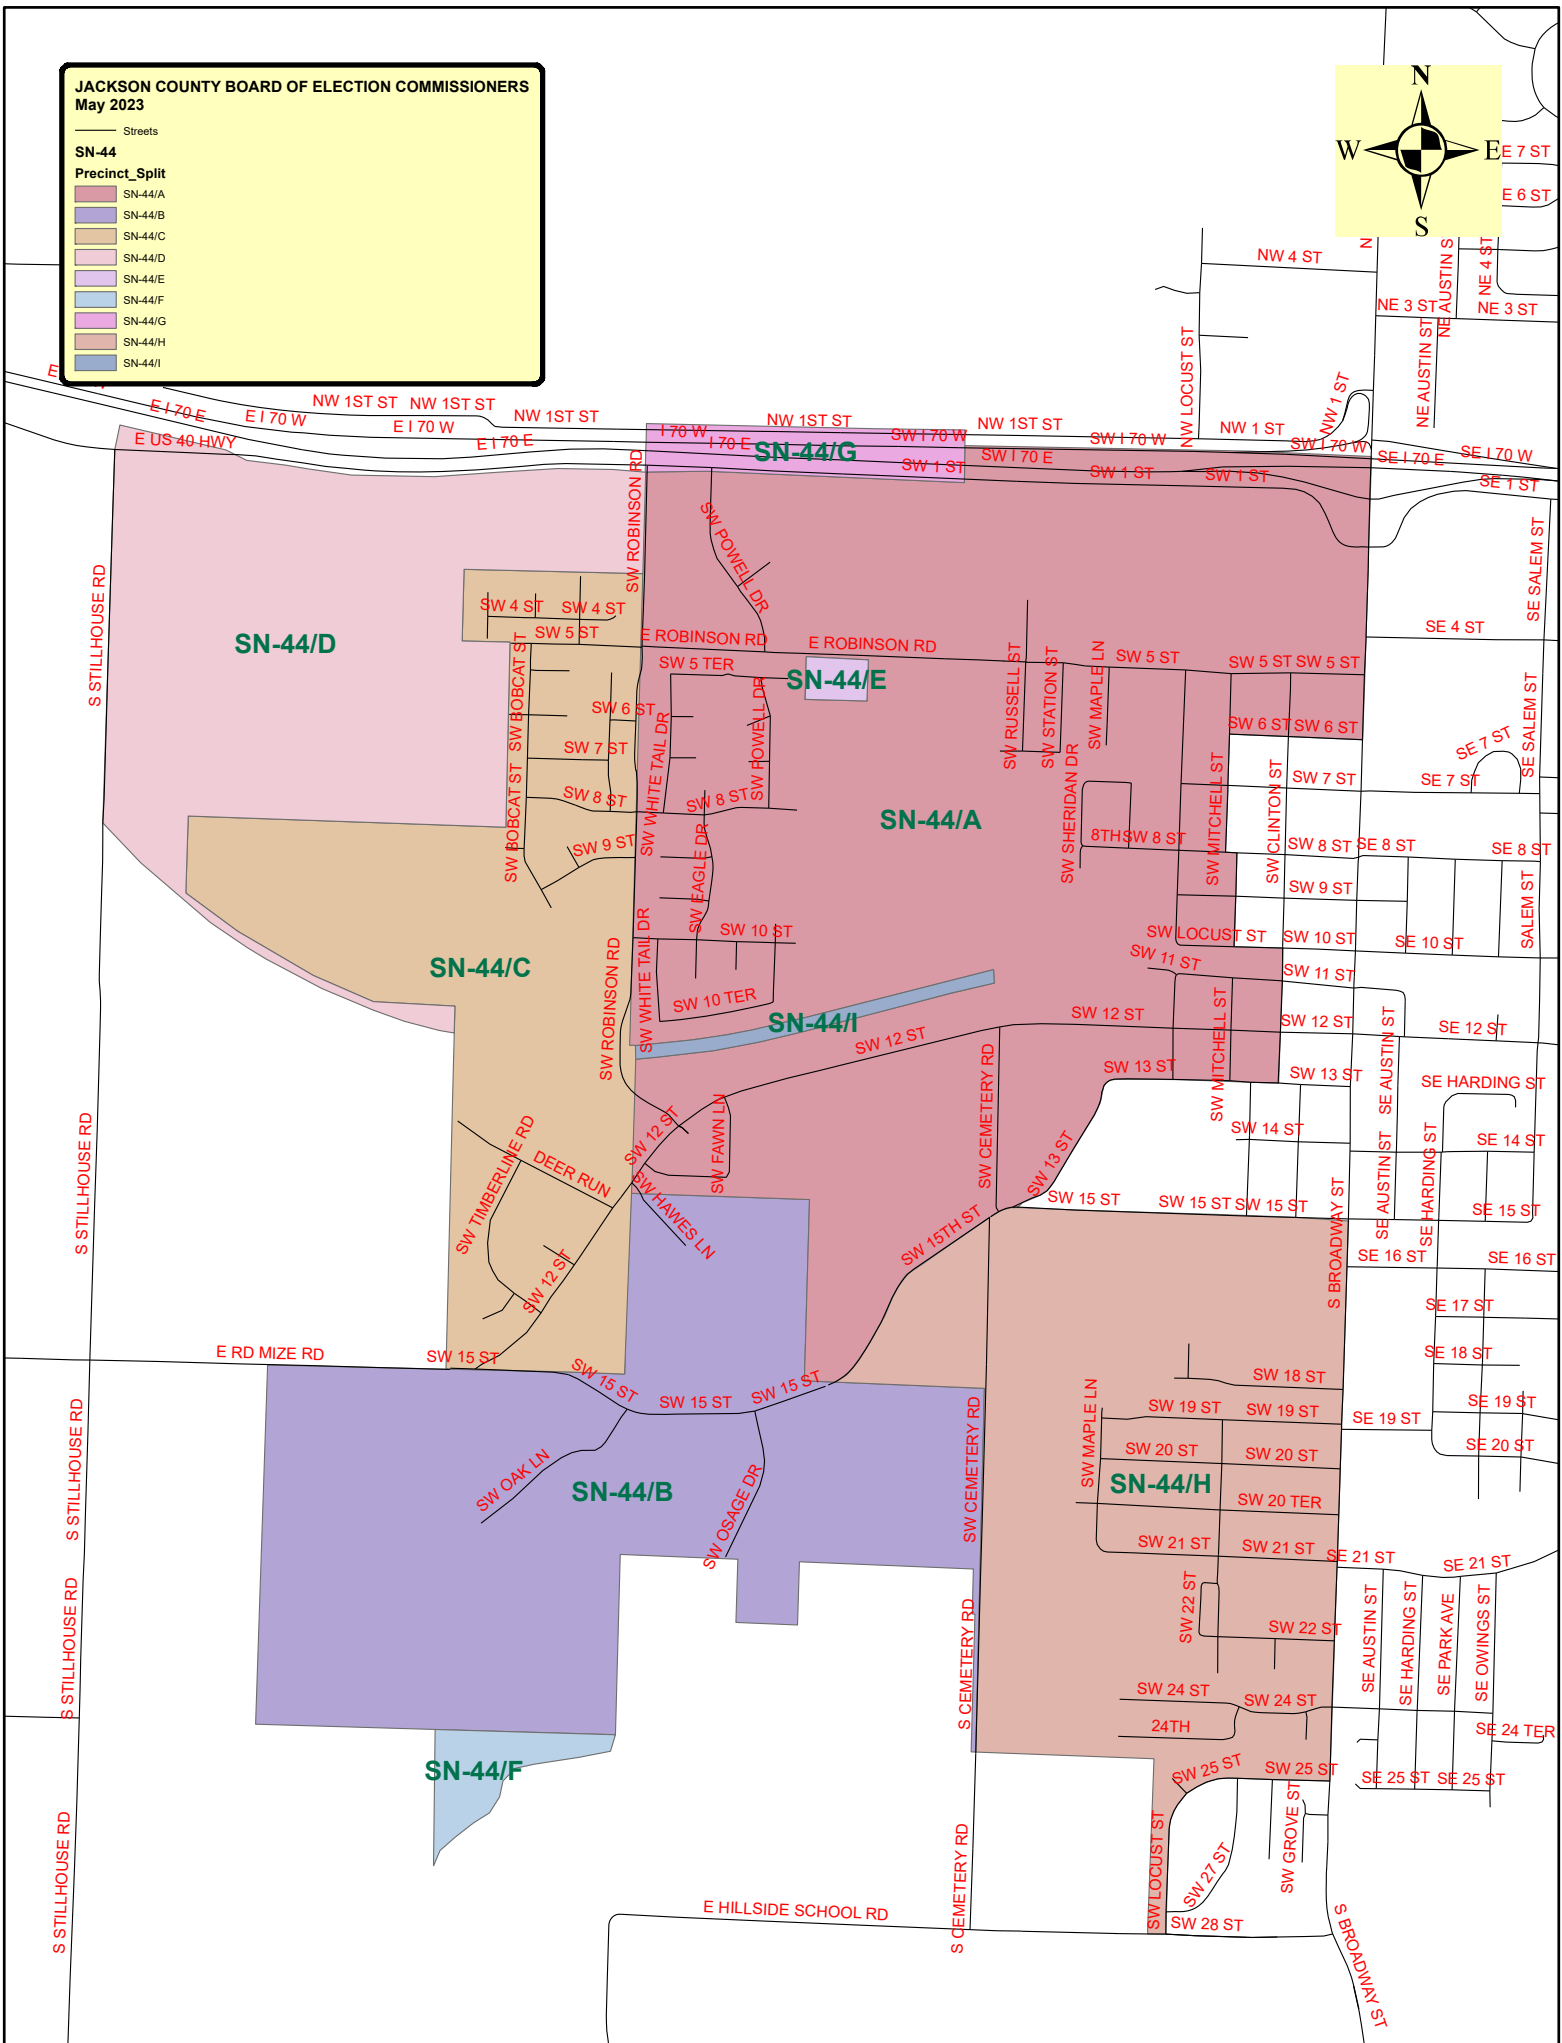 JACKSON COUNTY BOARD OF ELECTION COMMISSIONERS
May 2023
Streets
SN-44
Precinct_Split
SN-44/A
SN-44/B
SN-44/C
SN-44/D
SN-44/E
SN-44/F
SN-44/G
SN-44/H
SN-44/I
N
W
E
S
E 7 ST
E 6 ST
N
NE AUSTIN S
NE 4 ST
NW 4 ST
NE 3 ST
NE 3 ST
NE AUSTIN ST
NW LOCUST ST
NW 1 ST
E I 70 E
E I 70 W
NW 1ST ST
NW 1ST ST
E I 70 W
NW 1ST ST
NW 1ST ST
NW 1ST ST
NW 1 ST
E US 40 HWY
E I 70 E
I 70 W
I 70 E
SW I 70 W
SW I 70 E
SW I 70 W
SW I 70 W
SE I 70 E
SE I 70 W
SN-44/G
SW 1 ST
SW 1 ST
SW 1 ST
SE 1 ST
SW ROBINSON RD
SW POWELL DR
S STILLHOUSE RD
SE SALEM ST
SW 4 ST
SW 4 ST
SW 5 ST
E ROBINSON RD
E ROBINSON RD
SE 4 ST
SN-44/D
SW 5 TER
SN-44/E
SW 5 ST
SW 5 ST
SW 5 ST
SW BOBCAT ST
SW 6 ST
SW POWELL DR
SW RUSSELL ST
SW STATION ST
SW MAPLE LN
SW 6 ST
SW 6 ST
SE SALEM ST
SW 7 ST
SW WHITE TAIL DR
SE 7 ST
SW 7 ST
SE 7 ST
SW BOBCAT ST
SW 8 ST
SW 8 ST
SN-44/A
SW SHERIDAN DR
SW MITCHELL ST
SW CLINTON ST
SW 9 ST
SW EAGLE DR
8TH
SW 8 ST
SW 8 ST
SE 8 ST
SE 8 ST
SW 9 ST
SALEM ST
SW 10 ST
SW LOCUST ST
SW 10 ST
SE 10 ST
SN-44/C
SW ROBINSON RD
SW WHITE TAIL DR
SW 11 ST
SW 11 ST
SW 10 TER
SN-44/I
SW 12 ST
SW 12 ST
SW 12 ST
SE 12 ST
SW CEMETERY RD
SW MITCHELL ST
SE AUSTIN ST
SW 13 ST
SW 13 ST
SE HARDING ST
SW 12 ST
SW FAWN LN
SW 14 ST
SE 14 ST
SW TIMBERLINE RD
DEER RUN
SW 13 ST
SE AUSTIN ST
SE HARDING ST
S STILLHOUSE RD
SW HAWES LN
SW 15TH ST
SW 15 ST
SW 15 ST
SW 15 ST
SE 15 ST
SW 12 ST
S BROADWAY ST
SE 16 ST
SE 16 ST
SE 17 ST
E RD MIZE RD
SW 15 ST
SW 15 ST
SW 15 ST
SW 15 ST
SE 18 ST
SW 18 ST
S STILLHOUSE RD
SW CEMETERY RD
SW MAPLE LN
SW 19 ST
SW 19 ST
SE 19 ST
SE 19 ST
SW 20 ST
SW 20 ST
SE 20 ST
SW OAK LN
SN-44/B
SW OSAGE DR
SN-44/H
SW 20 TER
SW 21 ST
SW 21 ST
SE 21 ST
SE 21 ST
S STILLHOUSE RD
S CEMETERY RD
SW 22 ST
SW 22 ST
SE AUSTIN ST
SE HARDING ST
SE PARK AVE
SE OWINGS ST
SW 24 ST
SW 24 ST
24TH
SE 24 TER
SN-44/F
SW 25 ST
SW 25 ST
SE 25 ST
SE 25 ST
S STILLHOUSE RD
S CEMETERY RD
SW LOCUST ST
SW 27 ST
SW GROVE ST
E HILLSIDE SCHOOL RD
SW 28 ST
S BROADWAY ST